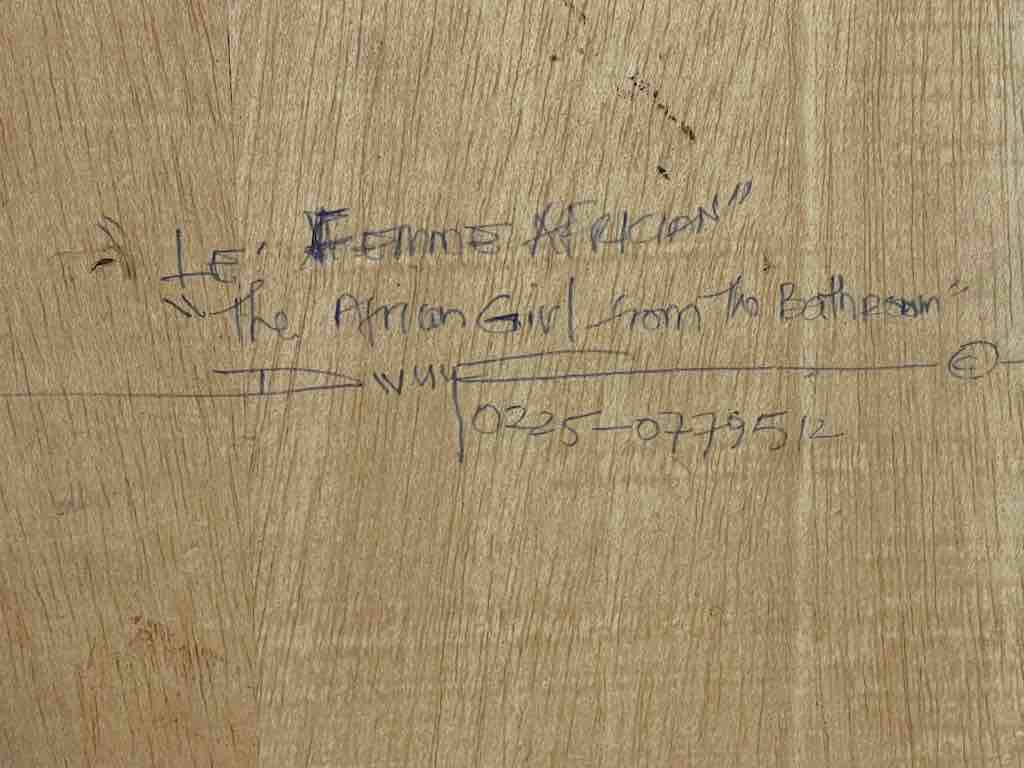 " LE' FEMME AFRICAN"
"The African Girl from The Bathroom"
0225-0779512